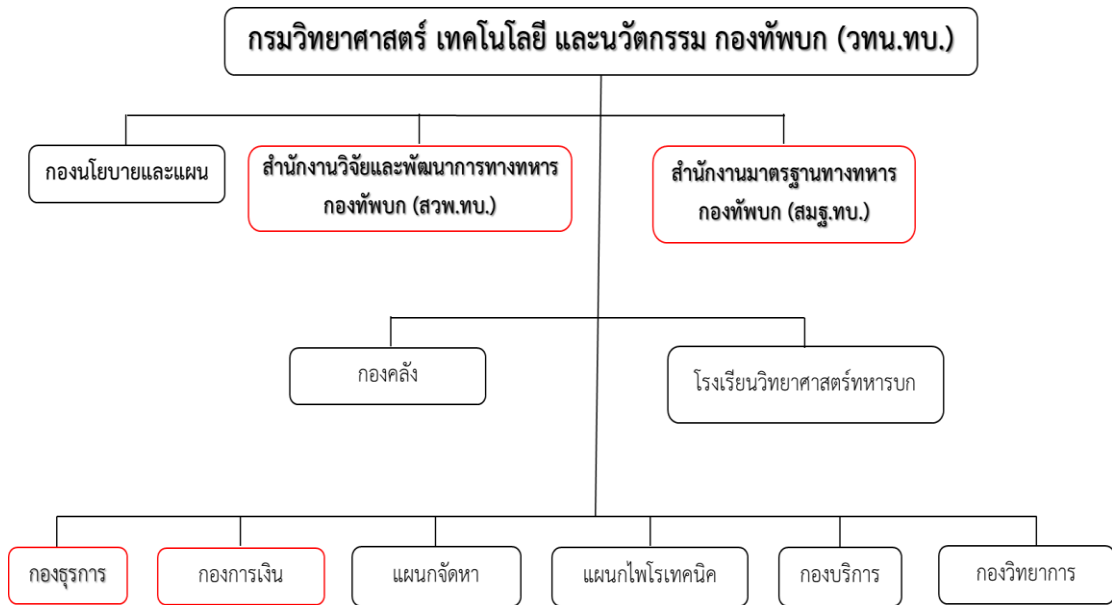 กรมวิทยาศาสตร์ เทคโนโลยี และนวัตกรรม กองทัพบก (วทน.ทบ.)
กองนโยบายและแผน
สำนักงานวิจัยและพัฒนาการทางทหาร
กองทัพบก (สวพ.ทบ.)
สำนักงานมาตรฐานทางทหาร
กองทัพบก (สมฐ.ทบ.)
กองคลัง
โรงเรียนวิทยาศาสตร์ทหารบก
กองธุรการ
กองการเงิน
แผนกจัดหา
แผนกไพโรเทคนิค
กองบริการ
กองวิทยาการ